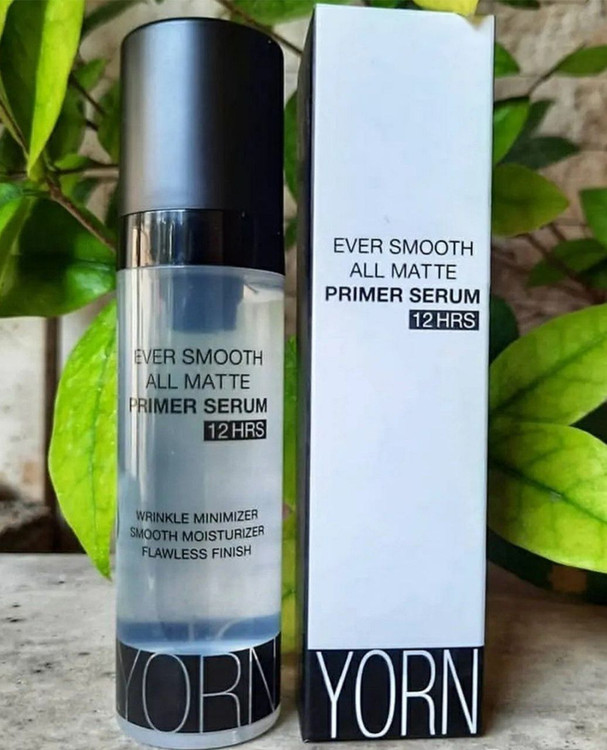 EVER SMOOTH
ALL MATTE
PRIMER SERUM
12 HRS
WRINKLE MINIMIZER
SMOOTH MOISTURIZER
FLAWLESS FINISH
YORN
EVER SMOOTH
ALL MATTE
PRIMER SERUM
12 HRS
YORN